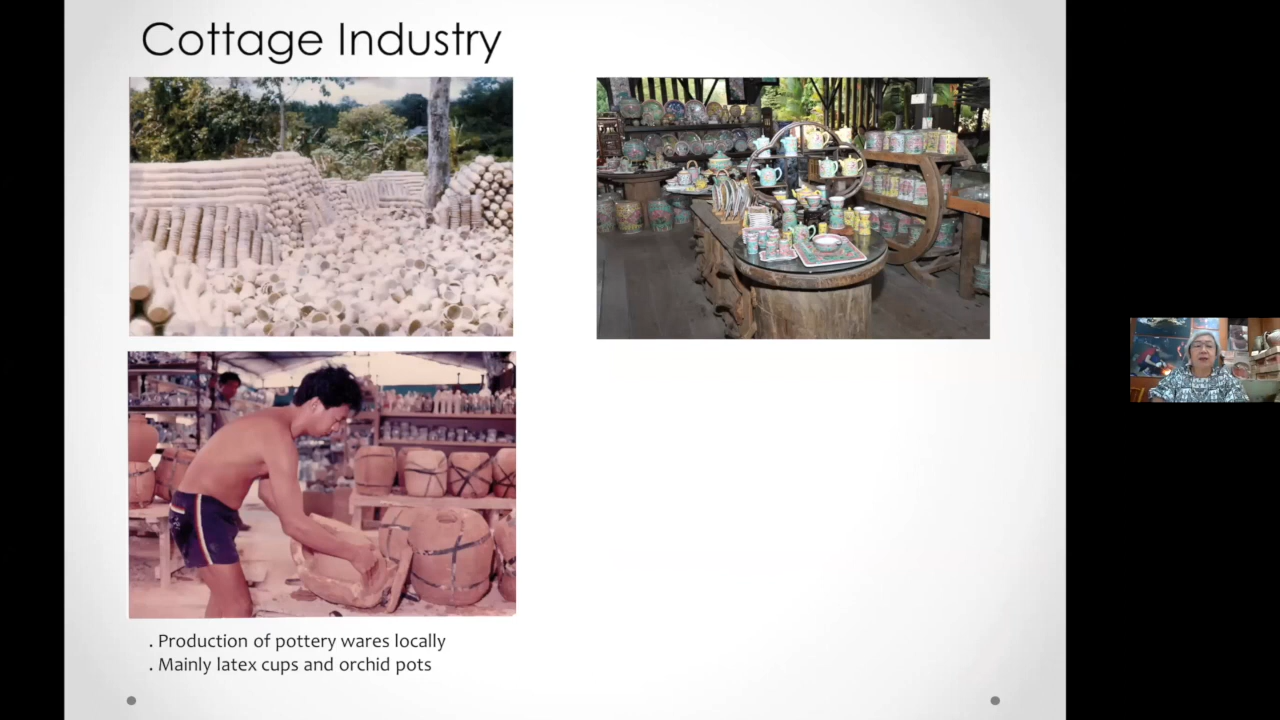 Cottage Industry
. Production of pottery wares locally
. Mainly latex cups and orchid pots